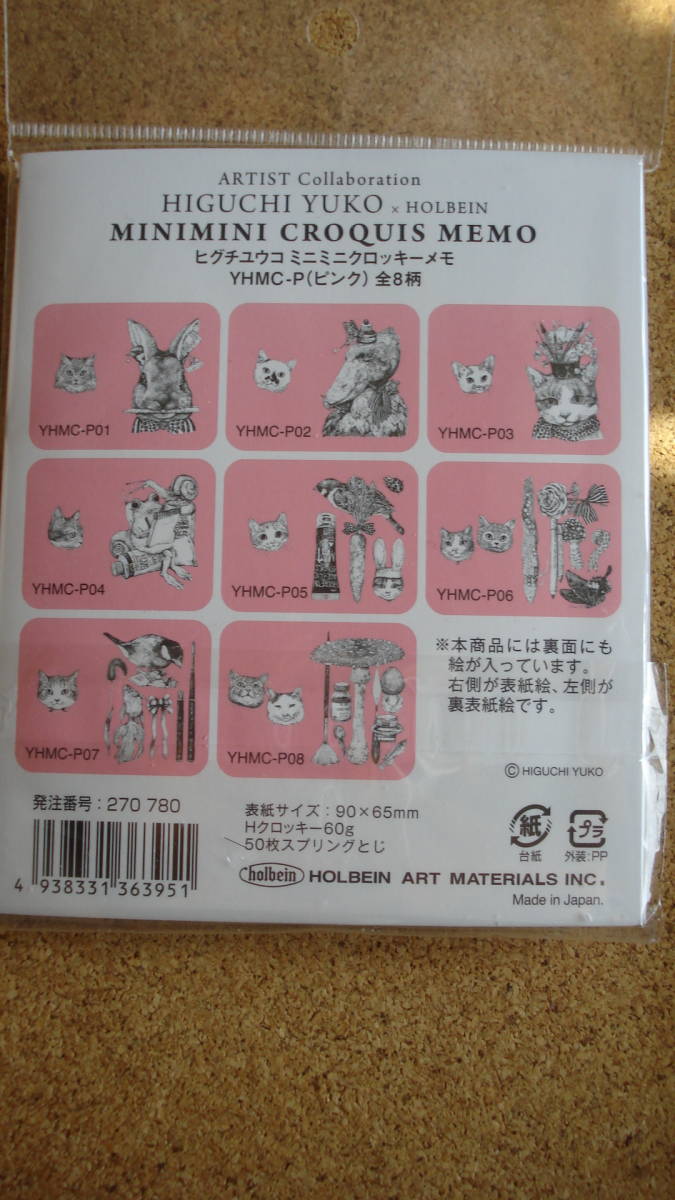 ARTIST Collaboration
HIGUCHI YUKO × HOLBEIN
MINIMINI CROQUIS MEMO
ヒグチユウコ ミニミニクロッキーメモ
YHMC-P(ピンク) 全8柄
YHMC-P01
YHMC-P02
YHMC-P03
YHMC-P04
YHMC-P05
YHMC-P06
YHMC-P07
YHMC-P08
※本商品には裏面にも
絵が入っています。
右側が表紙絵、左側が
裏表紙絵です。
© HIGUCHI YUKO
発注番号：270 780
4 938331 363951
表紙サイズ：90×65mm
Hクロッキー60g
50枚スプリングとじ
紙
台紙
プラ
外装:PP
holbein HOLBEIN ART MATERIALS INC.
Made in Japan.